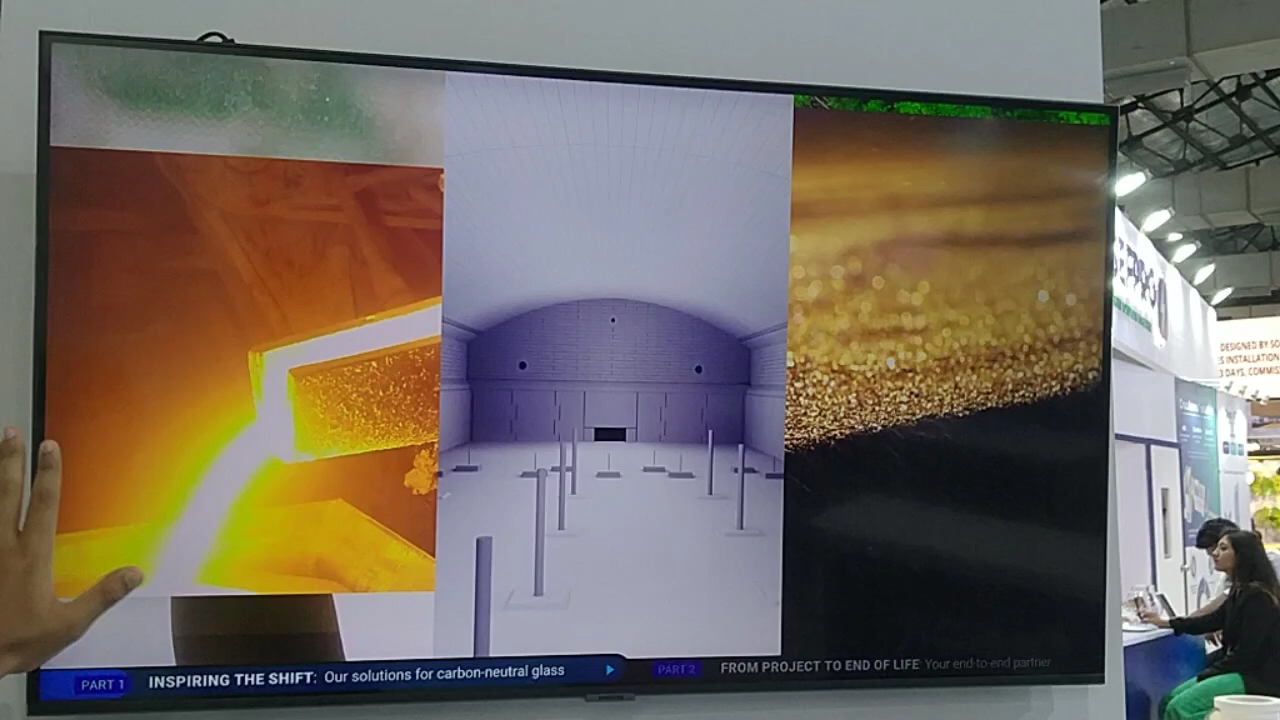 PART 1 INSPIRING THE SHIFT: Our solutions for carbon-neutral glass
PART 2 FROM PROJECT TO END OF LIFE Your end-to-end partner
DESIGNED BY
INSTALLATION
3 DAYS,